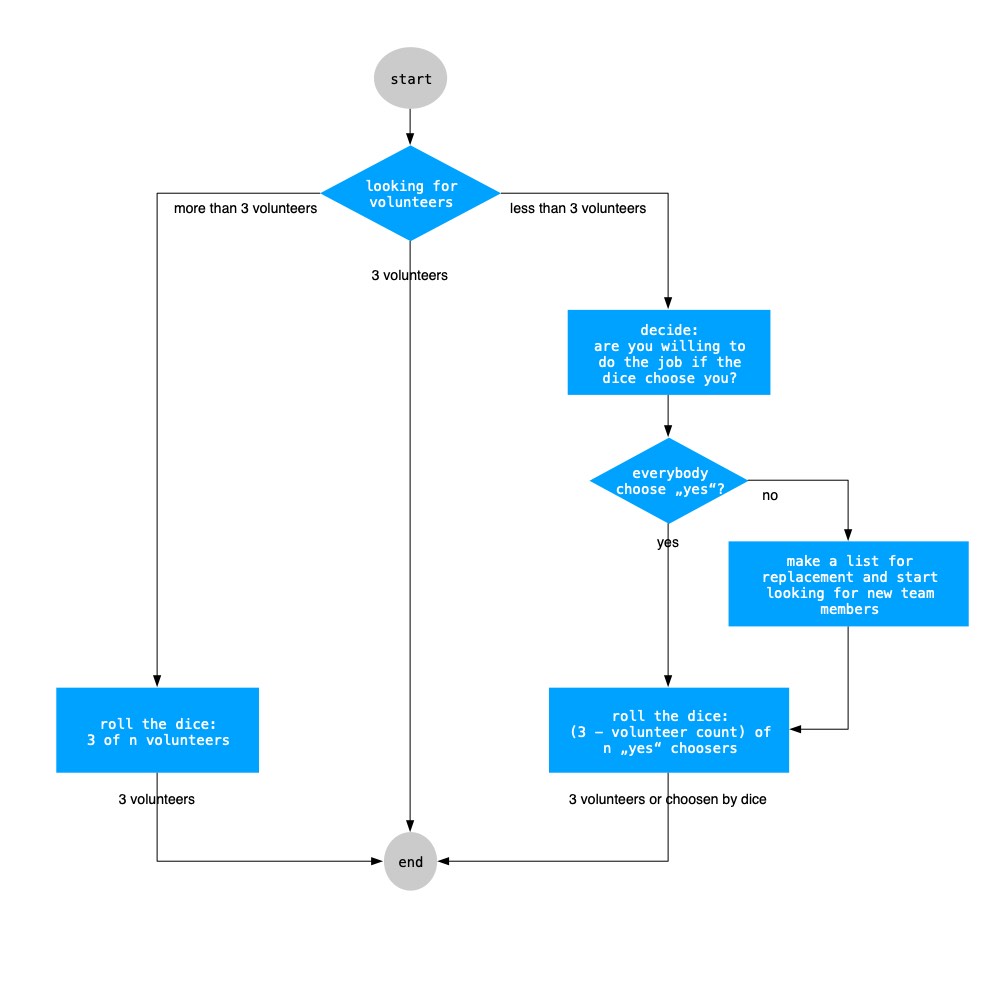 start
looking for
volunteers
more than 3 volunteers
less than 3 volunteers
3 volunteers
decide:
are you willing to
do the job if the
dice choose you?
everybody
choose „yes“?
no
yes
make a list for
replacement and start
looking for new team
members
roll the dice:
3 of n volunteers
roll the dice:
(3 – volunteer count) of
n „yes“ choosers
3 volunteers
3 volunteers or choosen by dice
end